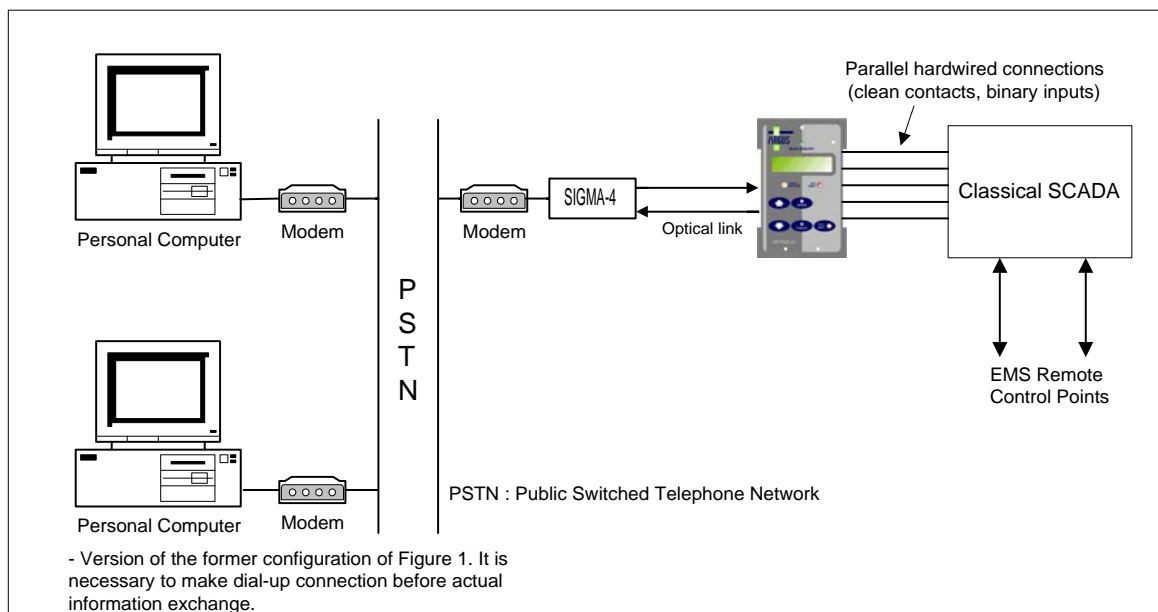 Parallel hardwired connections
(clean contacts, binary inputs)
ARGUS
Classical SCADA
SIGMA-4
Optical link
Personal Computer
Modem
Modem
P
S
T
N
EMS Remote
Control Points
PSTN : Public Switched Telephone Network
Personal Computer
Modem
- Version of the former configuration of Figure 1. It is
necessary to make dial-up connection before actual
information exchange.